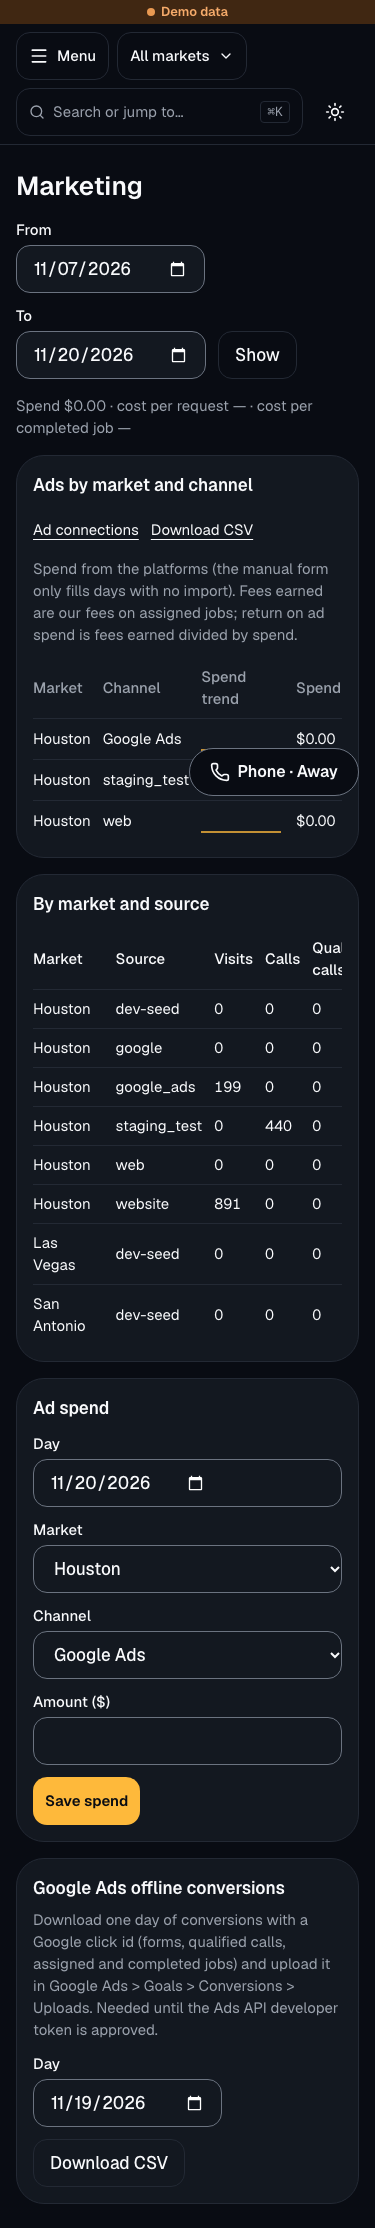 Demo data
Menu
All markets
Search or jump to…
⌘K
Marketing
From
11/07/2026
To
11/20/2026
Show
Spend $0.00 · cost per request — · cost per
completed job —
Ads by market and channel
Ad connections Download CSV
Spend from the platforms (the manual form
only fills days with no import). Fees earned
are our fees on assigned jobs; return on ad
spend is fees earned divided by spend.
Market Channel Spend trend Spend
Houston Google Ads $0.00
Houston staging_test
Phone · Away
Houston web $0.00
By market and source
Market Source Visits Calls calls
Houston dev-seed 0 0 0
Houston google 0 0 0
Houston google_ads 199 0 0
Houston staging_test 0 440 0
Houston web 0 0 0
Houston website 891 0 0
Las Vegas dev-seed 0 0 0
San Antonio dev-seed 0 0 0
Ad spend
Day
11/20/2026
Market
Houston
Channel
Google Ads
Amount ($)
Save spend
Google Ads offline conversions
Download one day of conversions with a
Google click id (forms, qualified calls,
assigned and completed jobs) and upload it
in Google Ads > Goals > Conversions >
Uploads. Needed until the Ads API developer
token is approved.
Day
11/19/2026
Download CSV